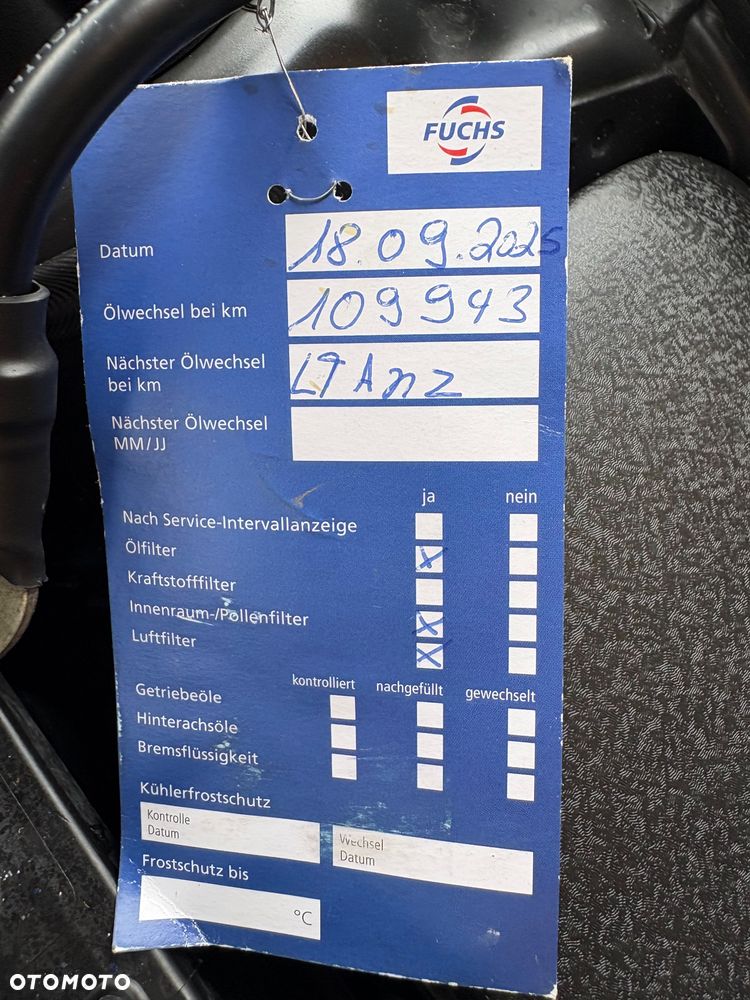 FUCHS
Datum 18.09.2025
Ölwechsel bei km 109943
Nächster Ölwechsel
bei km LT Anz
Nächster Ölwechsel
MM/JJ
ja nein
Nach Service-Intervallanzeige
Ölfilter X
Kraftstofffilter
Innenraum-/Pollenfilter X
Luftfilter X
kontrolliert nachgefüllt gewechselt
Getriebeöle
Hinterachsöle
Bremsflüssigkeit
Kühlerfrostschutz
Kontrolle
Datum
Wechsel
Datum
Frostschutz bis
°C
OTOMOTO